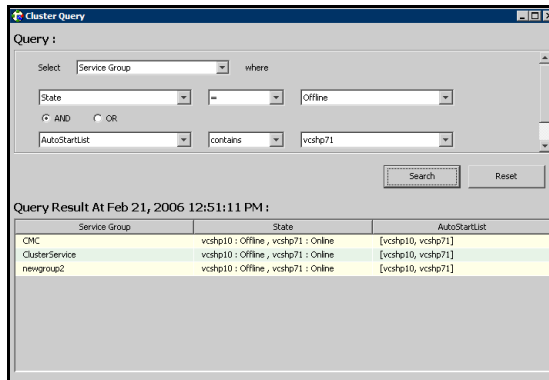 Cluster Query
Query :
Select Service Group where
State = Offline
AND OR
AutoStartList contains vcshp71
Search Reset
Query Result At Feb 21, 2006 12:51:11 PM :
Service Group State AutoStartList
CMC vcshp10 : Offline , vcshp71 : Online [vcshp10, vcshp71]
ClusterService vcshp10 : Offline , vcshp71 : Online [vcshp10, vcshp71]
newgroup2 vcshp10 : Offline , vcshp71 : Online [vcshp10, vcshp71]